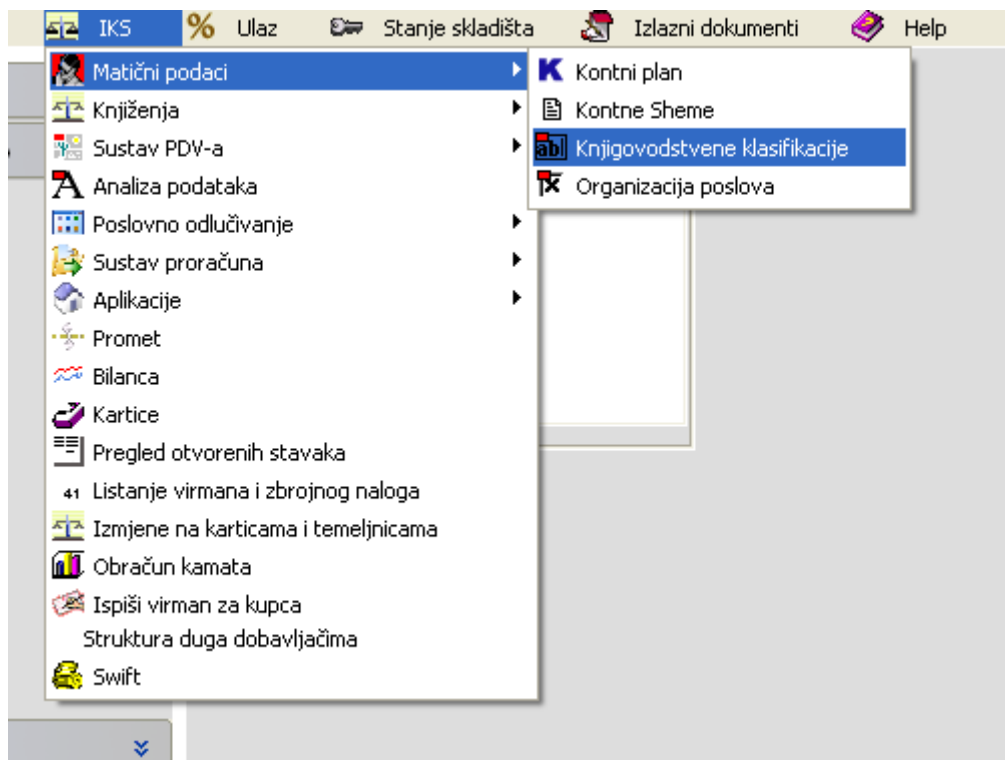 IKS % Ulaz Stanje skladišta Izlazni dokumenti Help
Matični podaci
Knjiženja
Sustav PDV-a
Analiza podataka
Poslovno odlučivanje
Sustav proračuna
Aplikacije
Promet
Bilanca
Kartice
Pregled otvorenih stavaka
41 Listanje virmana i zbrojnog naloga
Izmjene na karticama i temeljnicama
Obračun kamata
Ispiši virman za kupca
Struktura duga dobavljačima
Swift
K Kontni plan
Kontne Sheme
abl Knjigovodstvene klasifikacije
Organizacija poslova